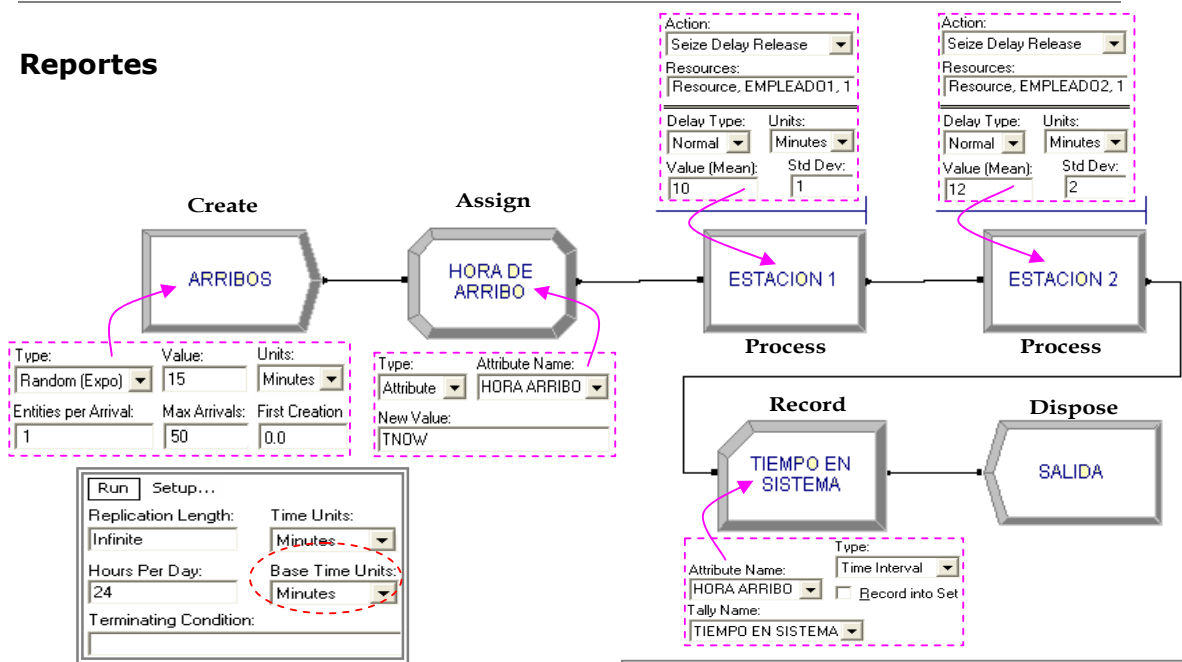 Reportes
Action:
Seize Delay Release
Resources:
Resource, EMPLEADO1, 1
Delay Type: Units:
Normal Minutes
Value (Mean): Std Dev:
10 1
Action:
Seize Delay Release
Resources:
Resource, EMPLEADO2, 1
Delay Type: Units:
Normal Minutes
Value (Mean): Std Dev:
12 2
Create
Assign
ARRIBOS
HORA DE
ARRIBO
ESTACION 1
ESTACION 2
Process
Process
Type: Value: Units:
Random (Expo) 15 Minutes
Entities per Arrival: Max Arrivals: First Creation
1 50 0.0
Type: Attribute Name:
Attribute HORA ARRIBO
New Value:
TNOW
Record
Dispose
TIEMPO EN
SISTEMA
SALIDA
Run Setup...
Replication Length: Time Units:
Infinite Minutes
Hours Per Day: Base Time Units:
24 Minutes
Terminating Condition:
Type:
Attribute Name: Time Interval
HORA ARRIBO Record into Set
Tally Name:
TIEMPO EN SISTEMA